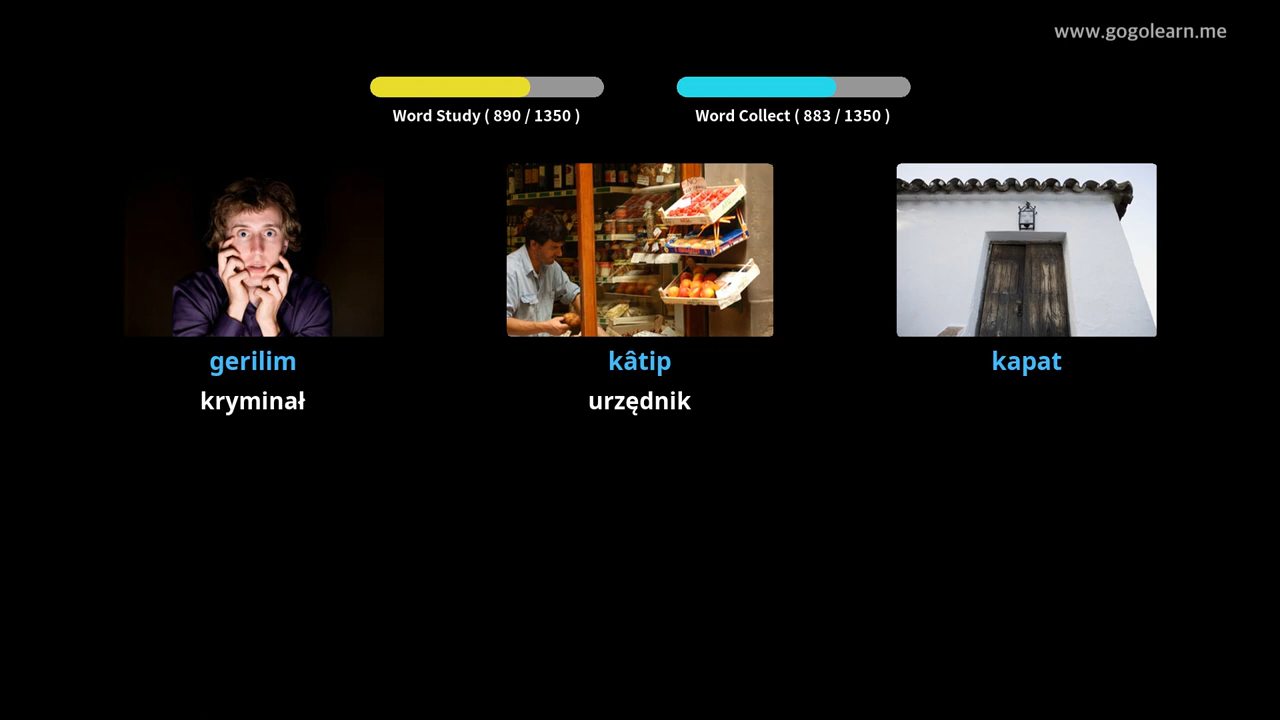 www.gogolearn.me
Word Study ( 890 / 1350 )
Word Collect ( 883 / 1350 )
gerilim
kâtip
kapat
kryminał
urzędnik